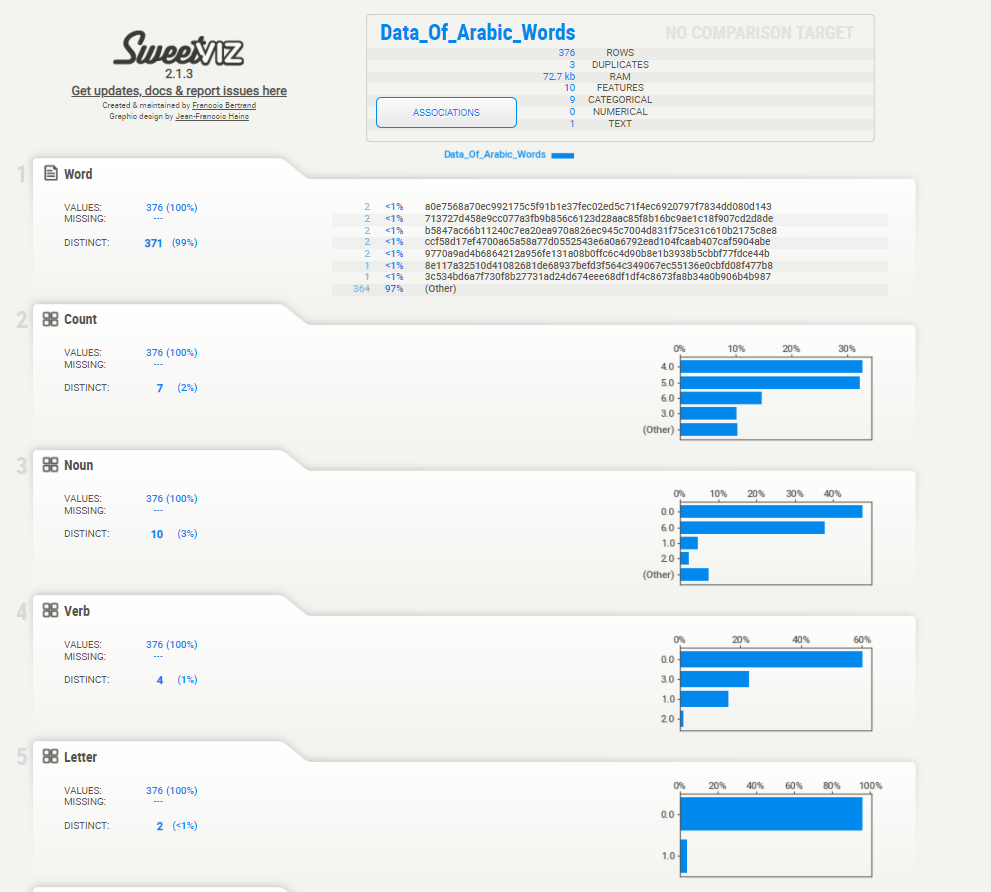 SweetVIZ
2.1.3
Get updates, docs & report issues here
Created & maintained by Francois Bertrand
Graphic design by Jean-Francois Hains
Data_Of_Arabic_Words NO COMPARISON TARGET
376 ROWS
3 DUPLICATES
72.7 kb RAM
10 FEATURES
9 CATEGORICAL
0 NUMERICAL
1 TEXT
ASSOCIATIONS
Data_Of_Arabic_Words
1 Word
VALUES: 376 (100%)
MISSING: ---
DISTINCT: 371 (99%)
2 <1% a0e7568a70ec992175c5f91b1e37fec02ed5c71f4ec6920797f7834dd080d143
2 <1% 713727d458e9cc077a3fb9b856c6123d28aac85f8b16bc9ae1c18f907cd2d8de
2 <1% b5847ac66b11240c7ea20ea970a826ec945c7004d831f75ce31c610b2175c8e8
2 <1% ccf58d17ef4700a65a58a77d0552543e6a0a6792ead104fcaab407caf5904abe
2 <1% 9770a9ad4b6864212a956fe131a08b0ffc6c4d90b8e1b3938b5cbbf77fdce44b
1 <1% 8e117a32510d41082681de68937befd3f564c349067ec55136e0cbfd08f477b8
1 <1% 3c534bd6a7f730f8b27731ad24d674eee68df1df4c8673fa8b34a0b906b4b987
364 97% (Other)
2 Count
VALUES: 376 (100%)
MISSING: ---
DISTINCT: 7 (2%)
0% 10% 20% 30%
4.0
5.0
6.0
3.0
(Other)
3 Noun
VALUES: 376 (100%)
MISSING: ---
DISTINCT: 10 (3%)
0% 10% 20% 30% 40%
0.0
6.0
1.0
2.0
(Other)
4 Verb
VALUES: 376 (100%)
MISSING: ---
DISTINCT: 4 (1%)
0% 20% 40% 60%
0.0
3.0
1.0
2.0
5 Letter
VALUES: 376 (100%)
MISSING: ---
DISTINCT: 2 (<1%)
0% 20% 40% 60% 80% 100%
0.0
1.0